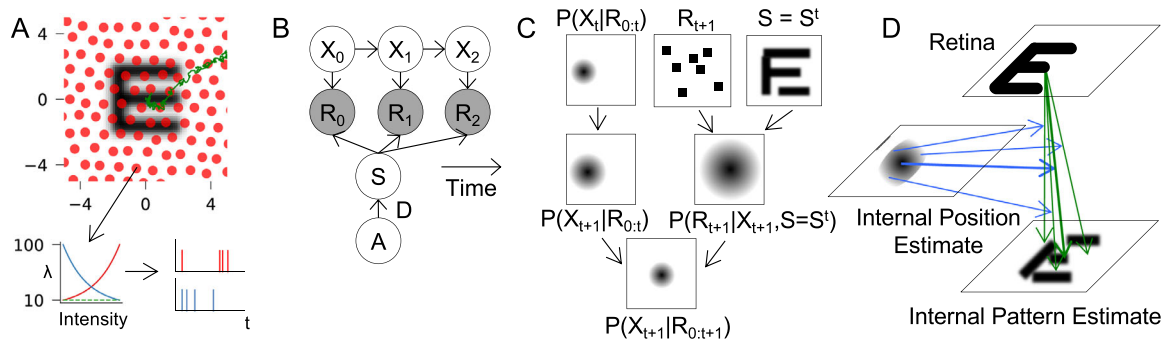 A
4
0
−4
−4 0 4
100
λ
10
Intensity
t
B
X0 X1 X2
R0 R1 R2
S
D
A
Time
C
P(Xt|R0:t) Rt+1 S = St
P(Xt+1|R0:t) P(Rt+1|Xt+1,S=St)
P(Xt+1|R0:t+1)
D
Retina
Internal Position
Estimate
Internal Pattern Estimate